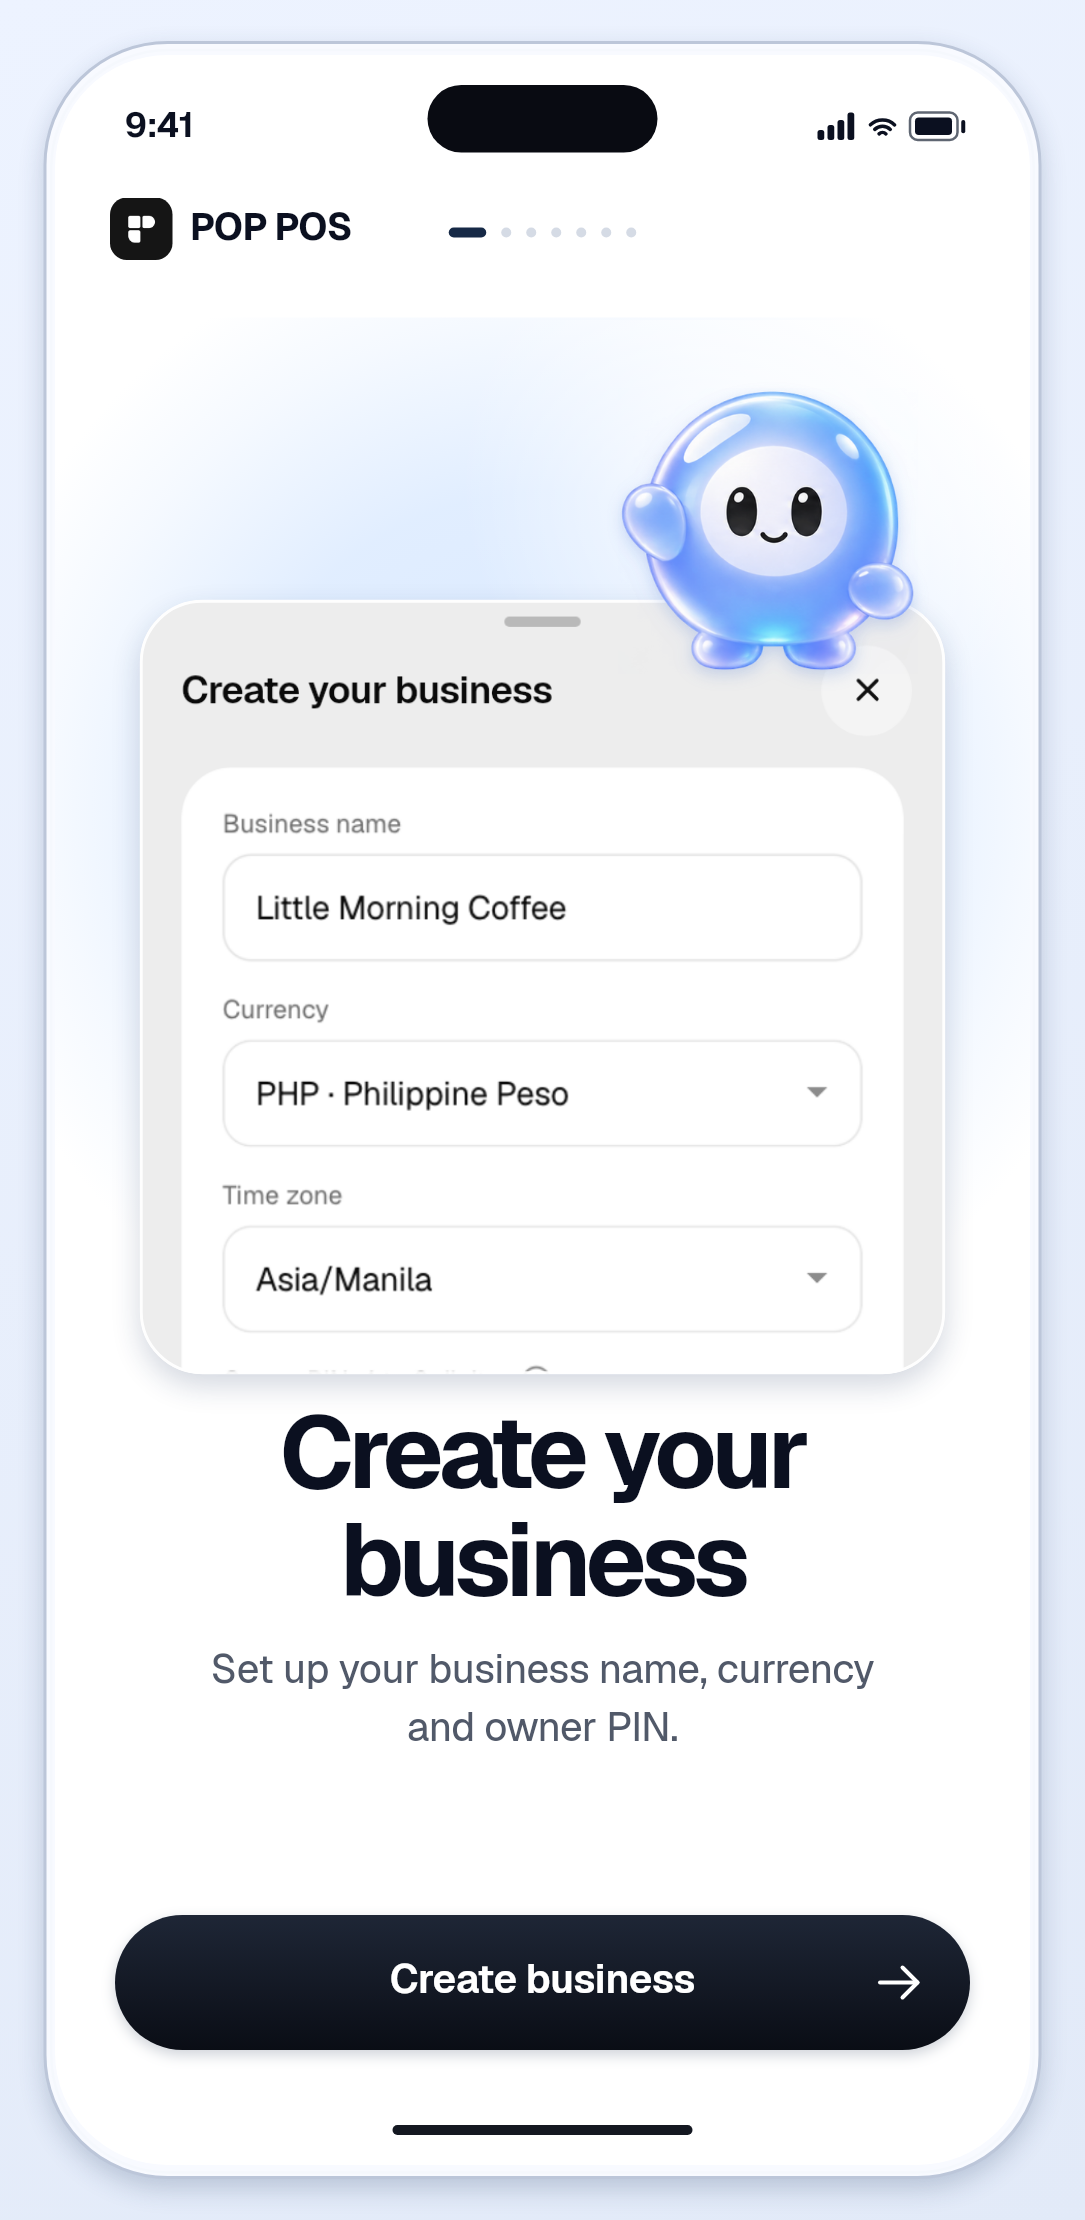 9:41
POP POS
Create your business
Business name
Little Morning Coffee
Currency
PHP · Philippine Peso
Time zone
Asia/Manila
Create your
business
Set up your business name, currency
and owner PIN.
Create business